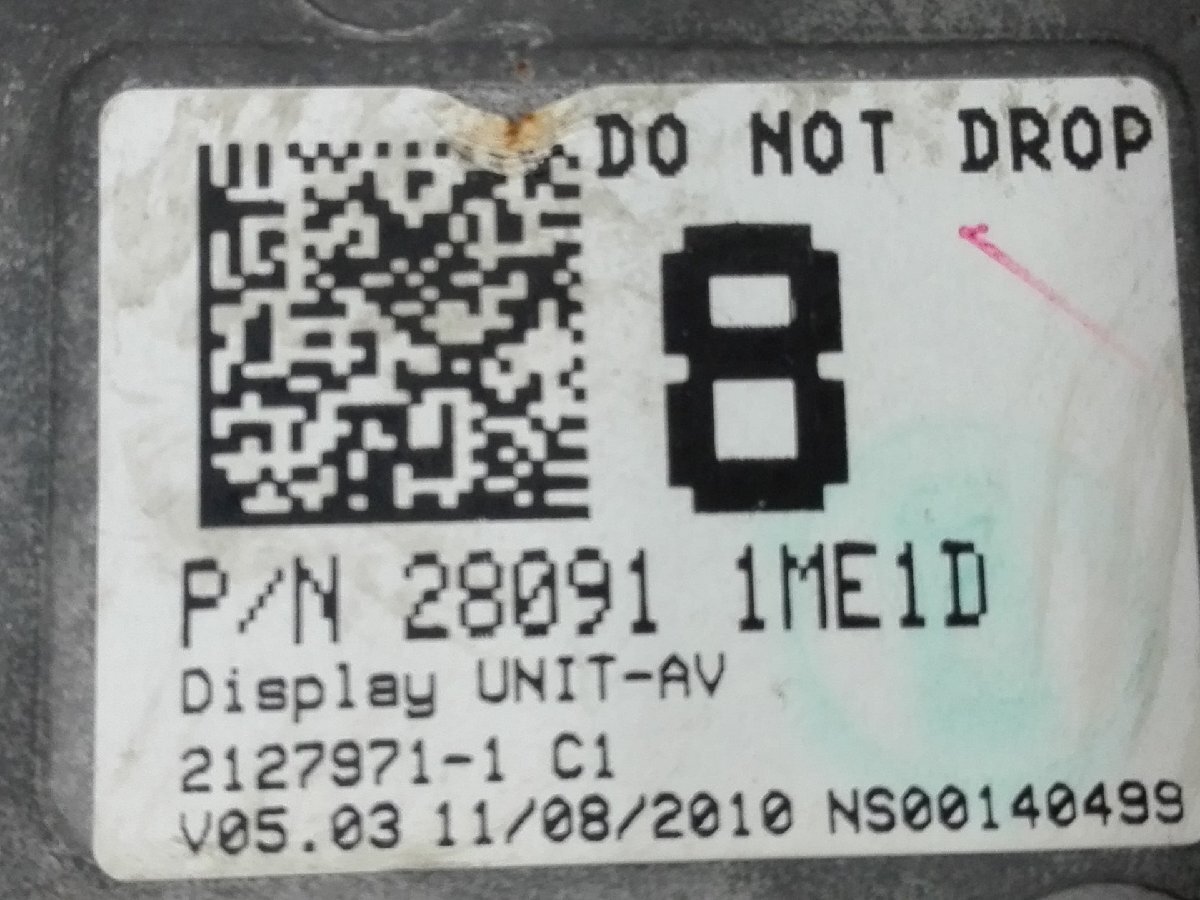 DO NOT DROP
8
P/N 28091 1ME1D
Display UNIT-AV
2127971-1 C1
V05.03 11/08/2010 NS00140499